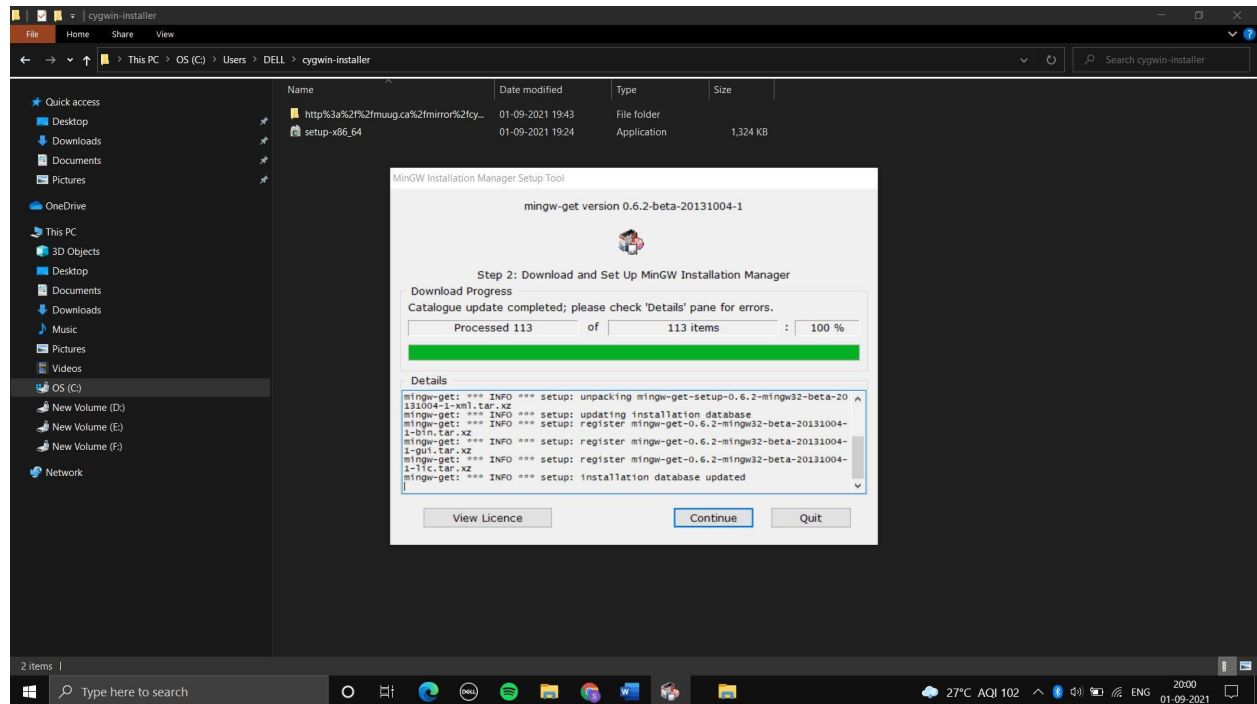 cygwin-installer
File Home Share View
This PC > OS (C:) > Users > DELL > cygwin-installer
Search cygwin-installer
Name Date modified Type Size
http%3a%2f%2fmuug.ca%2fmirror%2fcy... 01-09-2021 19:43 File folder
setup-x86_64 01-09-2021 19:24 Application 1,324 KB
Quick access
Desktop
Downloads
Documents
Pictures
OneDrive
This PC
3D Objects
Desktop
Documents
Downloads
Music
Pictures
Videos
OS (C:)
New Volume (D:)
New Volume (E:)
New Volume (F:)
Network
MinGW Installation Manager Setup Tool
mingw-get version 0.6.2-beta-20131004-1
Step 2: Download and Set Up MinGW Installation Manager
Download Progress
Catalogue update completed; please check 'Details' pane for errors.
Processed 113 of 113 items : 100 %
Details
mingw-get: *** INFO *** setup: unpacking mingw-get-setup-0.6.2-mingw32-beta-20
131004-1-xml.tar.xz
mingw-get: *** INFO *** setup: updating installation database
mingw-get: *** INFO *** setup: register mingw-get-0.6.2-mingw32-beta-20131004-
1-bin.tar.xz
mingw-get: *** INFO *** setup: register mingw-get-0.6.2-mingw32-beta-20131004-
1-gui.tar.xz
mingw-get: *** INFO *** setup: register mingw-get-0.6.2-mingw32-beta-20131004-
1-lic.tar.xz
mingw-get: *** INFO *** setup: installation database updated
View Licence Continue Quit
2 items
Type here to search
DELL
27°C AQI 102 ENG 20:00
01-09-2021